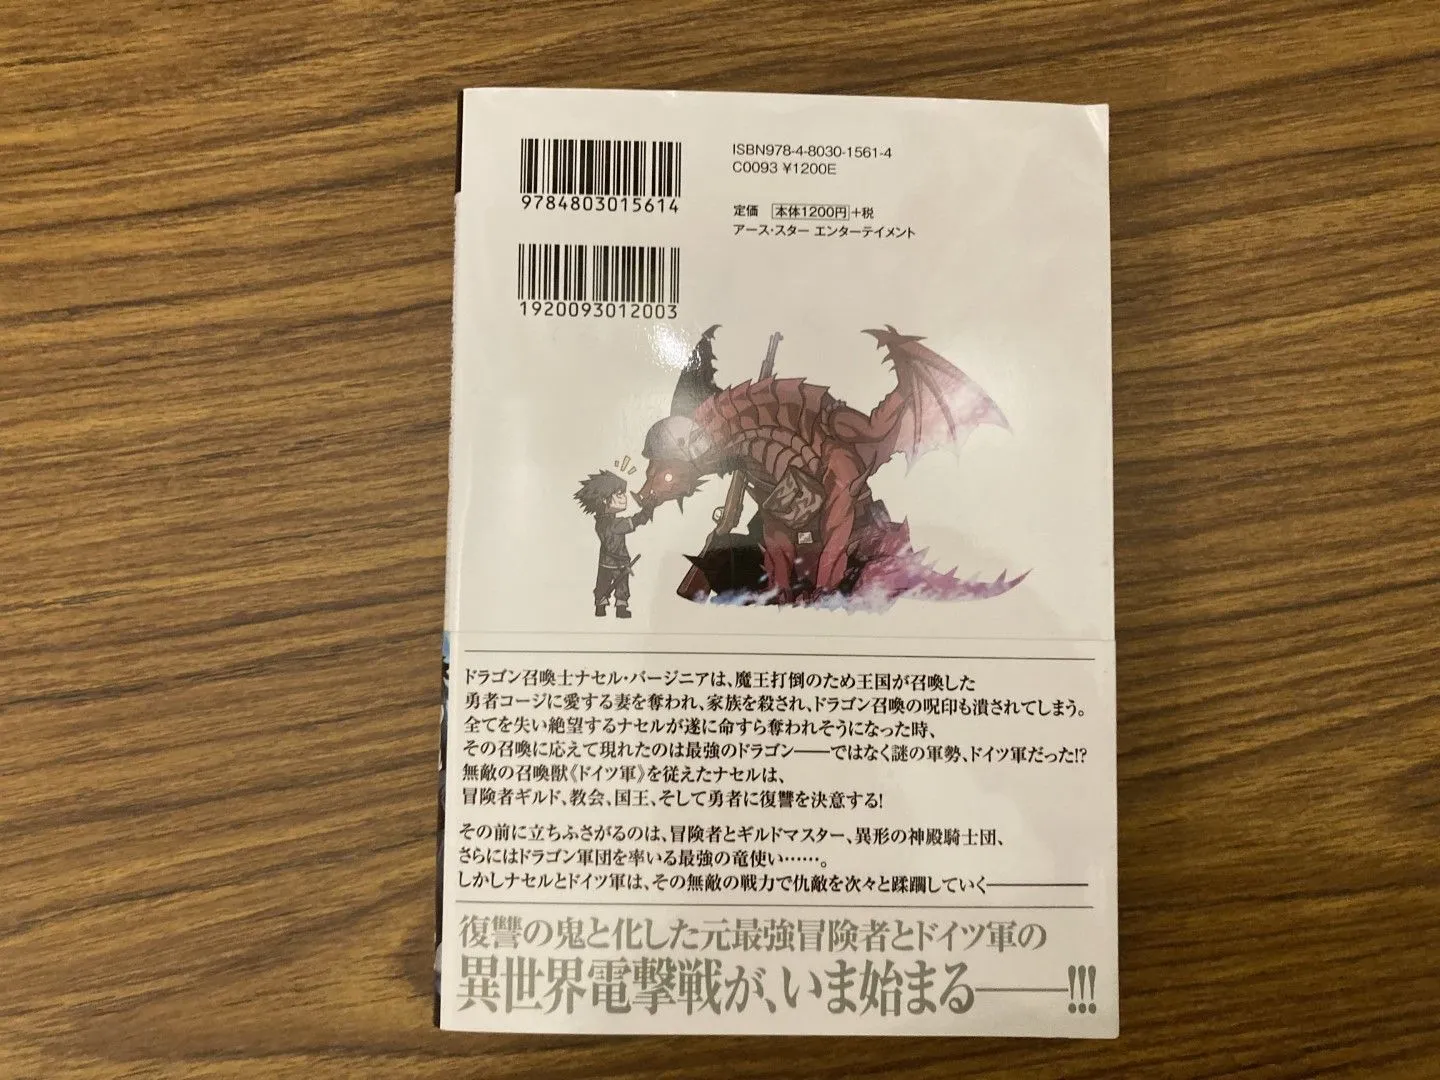 ISBN978-4-8030-1561-4
C0093 ¥1200E
9784803015614
定価 本体1200円+税
アース・スター エンターテイメント
1920093012003
ドラゴン召喚士ナセル・バージニアは、魔王打倒のため王国が召喚した
勇者コージに愛する妻を奪われ、家族を殺され、ドラゴン召喚の呪印も潰されてしまう。
全てを失い絶望するナセルが遂に命すら奪われそうになった時、
その召喚に応えて現れたのは最強のドラゴン――ではなく謎の軍勢、ドイツ軍だった!?
無敵の召喚獣《ドイツ軍》を従えたナセルは、
冒険者ギルド、教会、国王、そして勇者に復讐を決意する!
その前に立ちふさがるのは、冒険者とギルドマスター、異形の神殿騎士団、
さらにはドラゴン軍団を率いる最強の竜使い……。
しかしナセルとドイツ軍は、その無敵の戦力で仇敵を次々と蹂躙していく――――
復讐の鬼と化した元最強冒険者とドイツ軍の
異世界電撃戦が、いま始まる――!!!